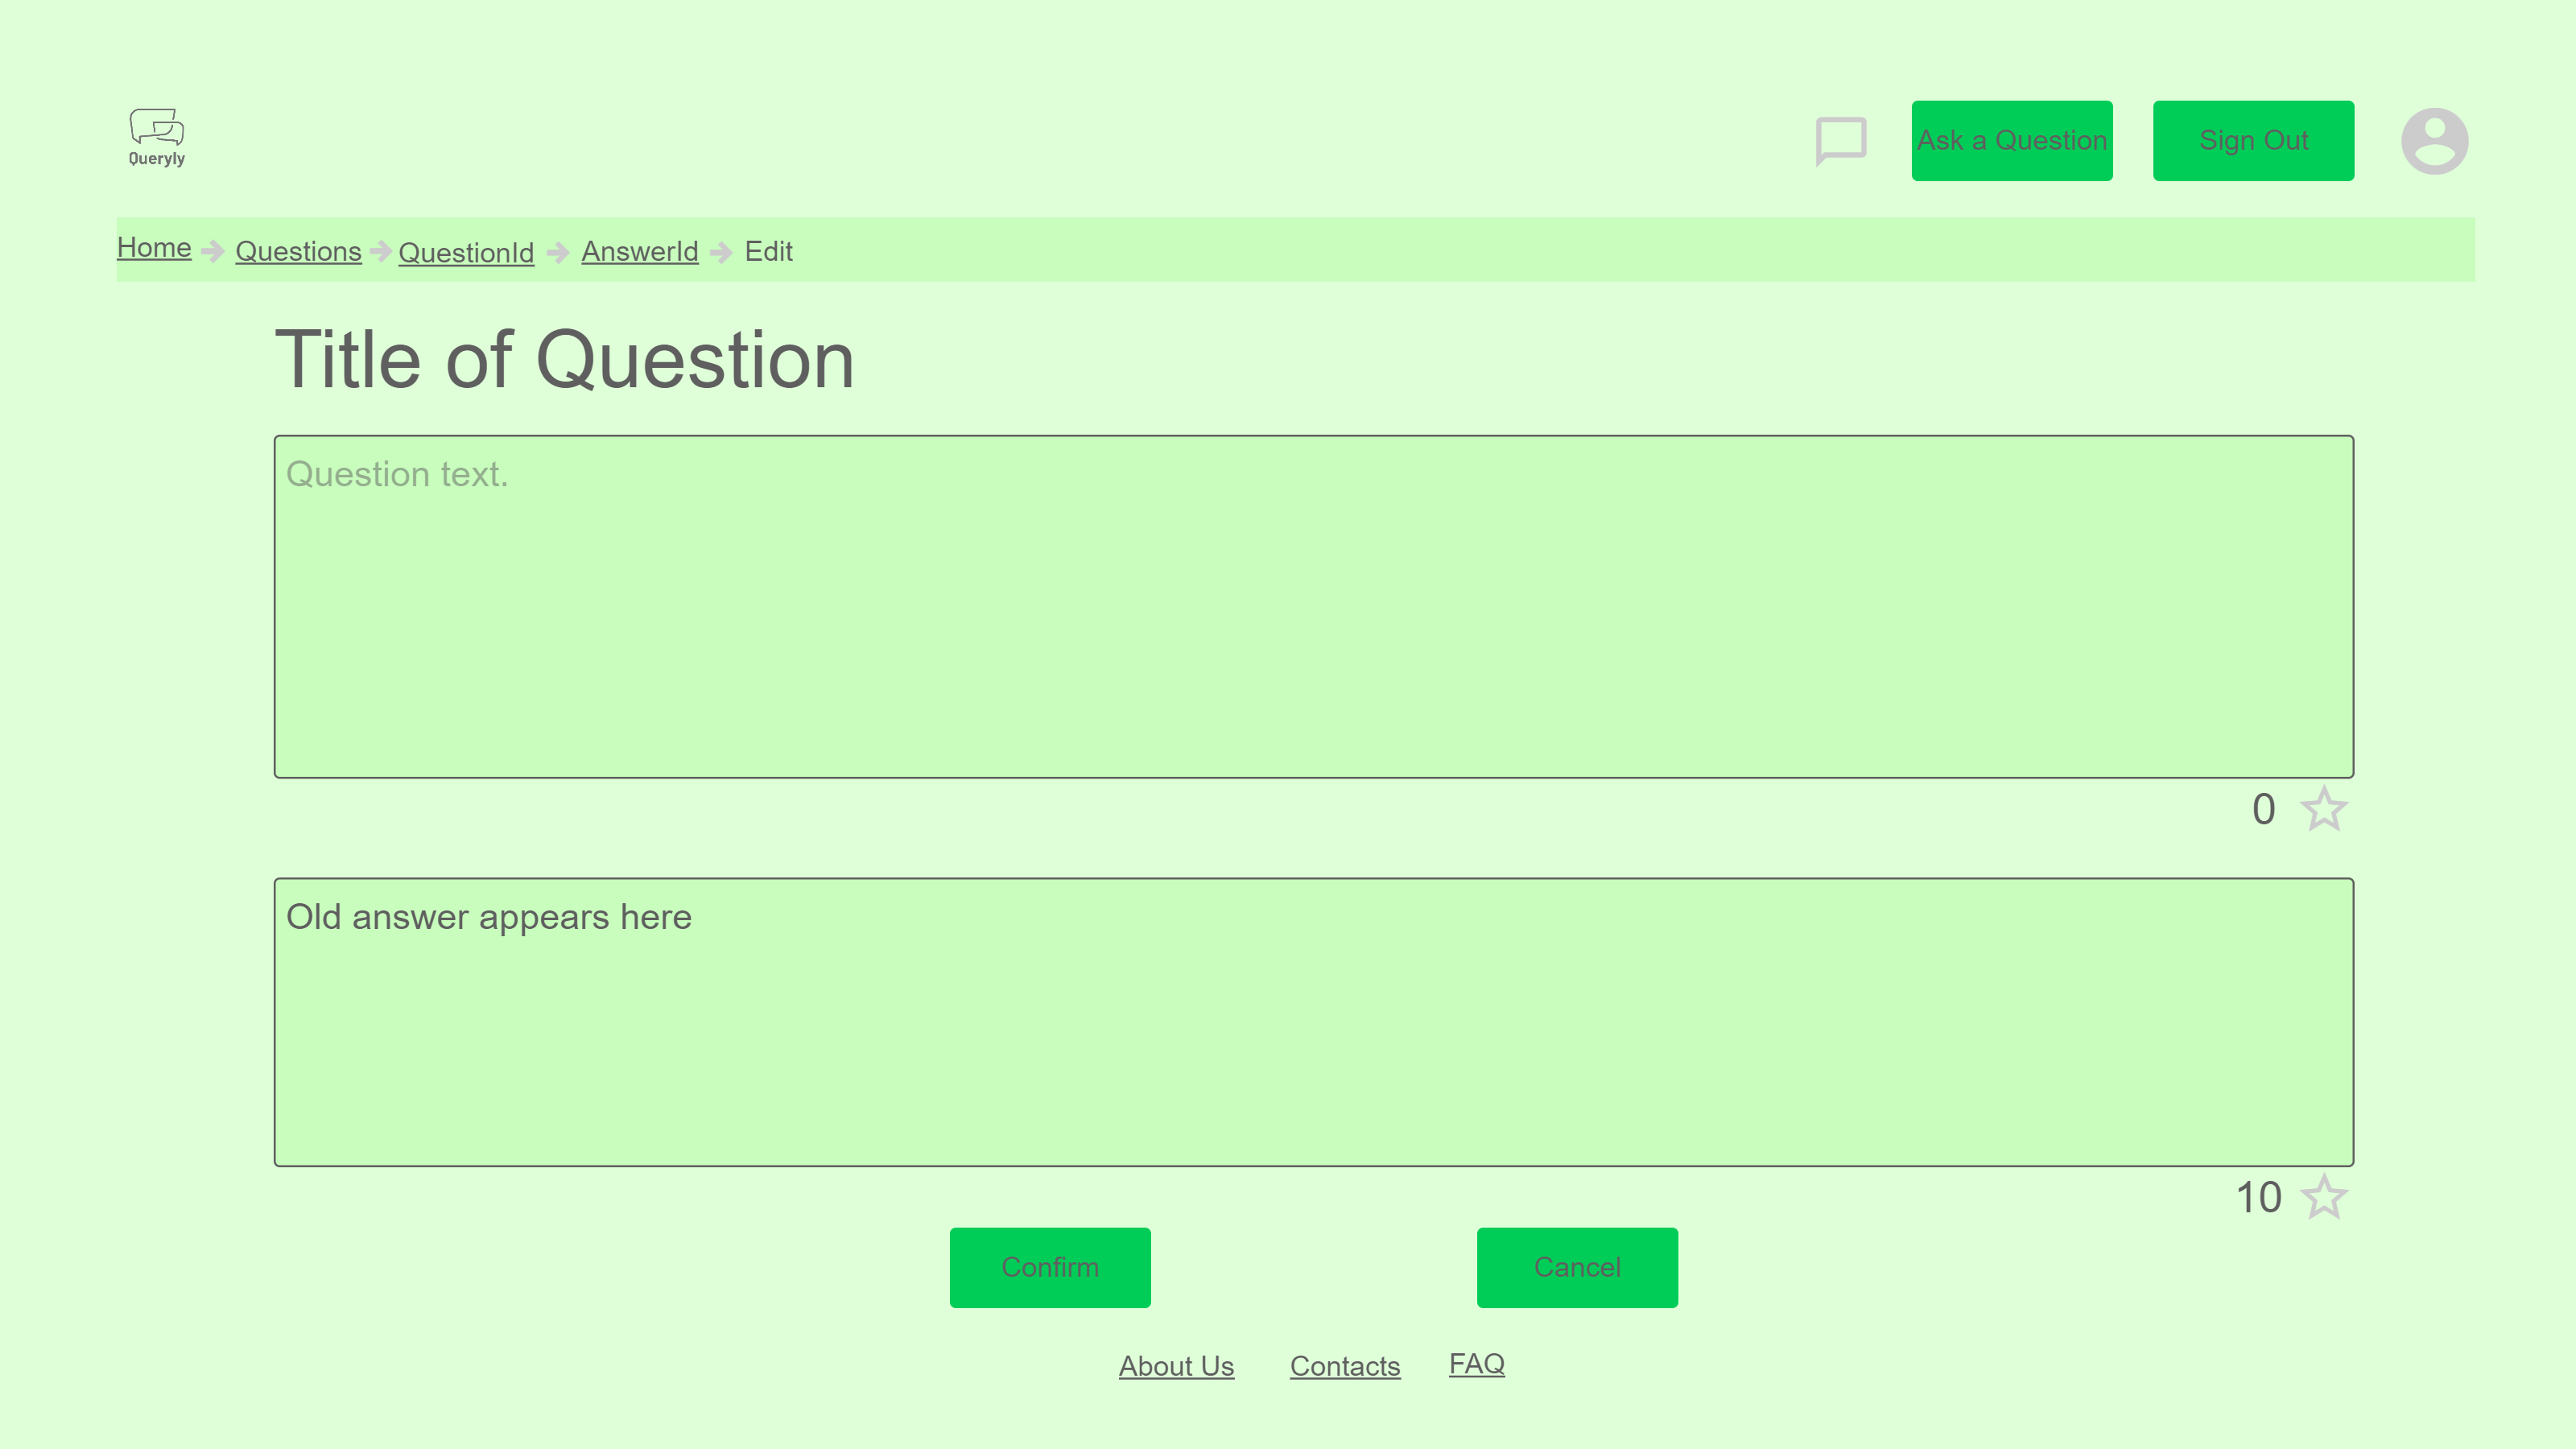 Queryly
Ask a Question
Sign Out
Home Questions QuestionId AnswerId Edit
Title of Question
Question text.
0
Old answer appears here
10
Confirm
Cancel
About Us Contacts FAQ